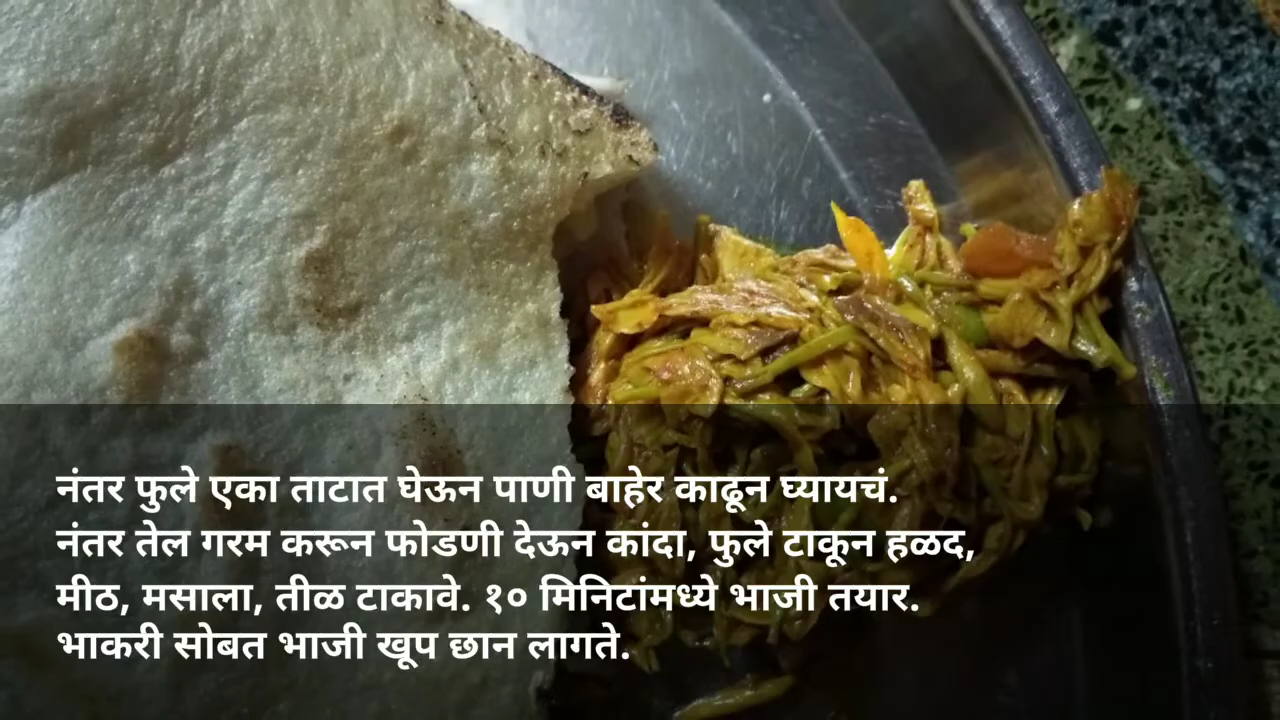 नंतर फुले एका ताटात घेऊन पाणी बाहेर काढून घ्यायचं.
नंतर तेल गरम करून फोडणी देऊन कांदा, फुले टाकून हळद,
मीठ, मसाला, तीळ टाकावे. १० मिनिटांमध्ये भाजी तयार.
भाकरी सोबत भाजी खूप छान लागते.